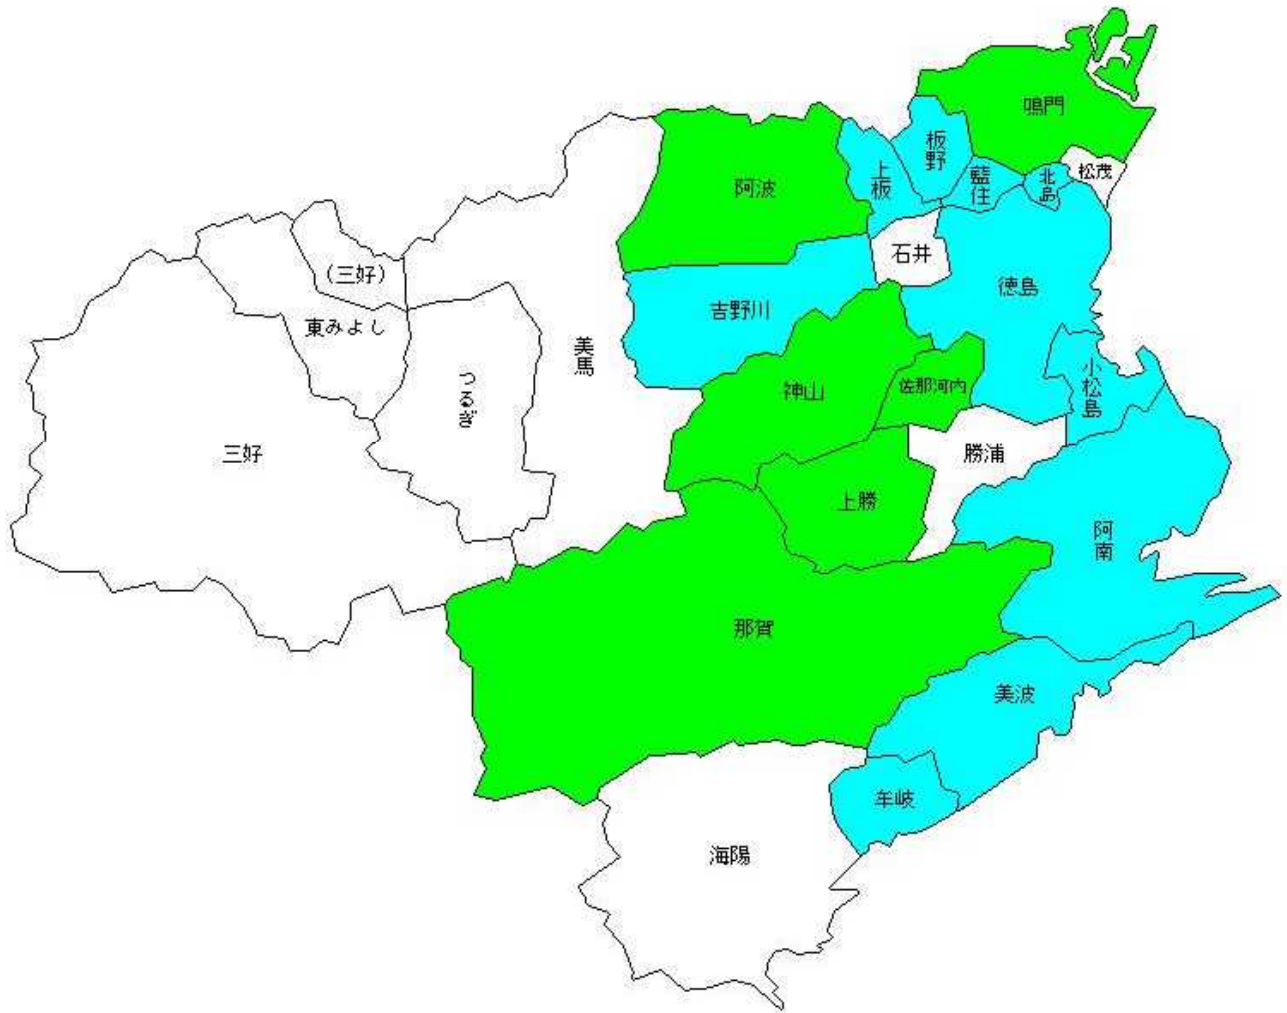 鳴門
板野
松茂
北島
藍住
上板
阿波
石井
(三好)
徳島
吉野川
東みよし
美馬
小松島
佐那河内
神山
つるぎ
三好
勝浦
上勝
阿南
那賀
美波
牟岐
海陽